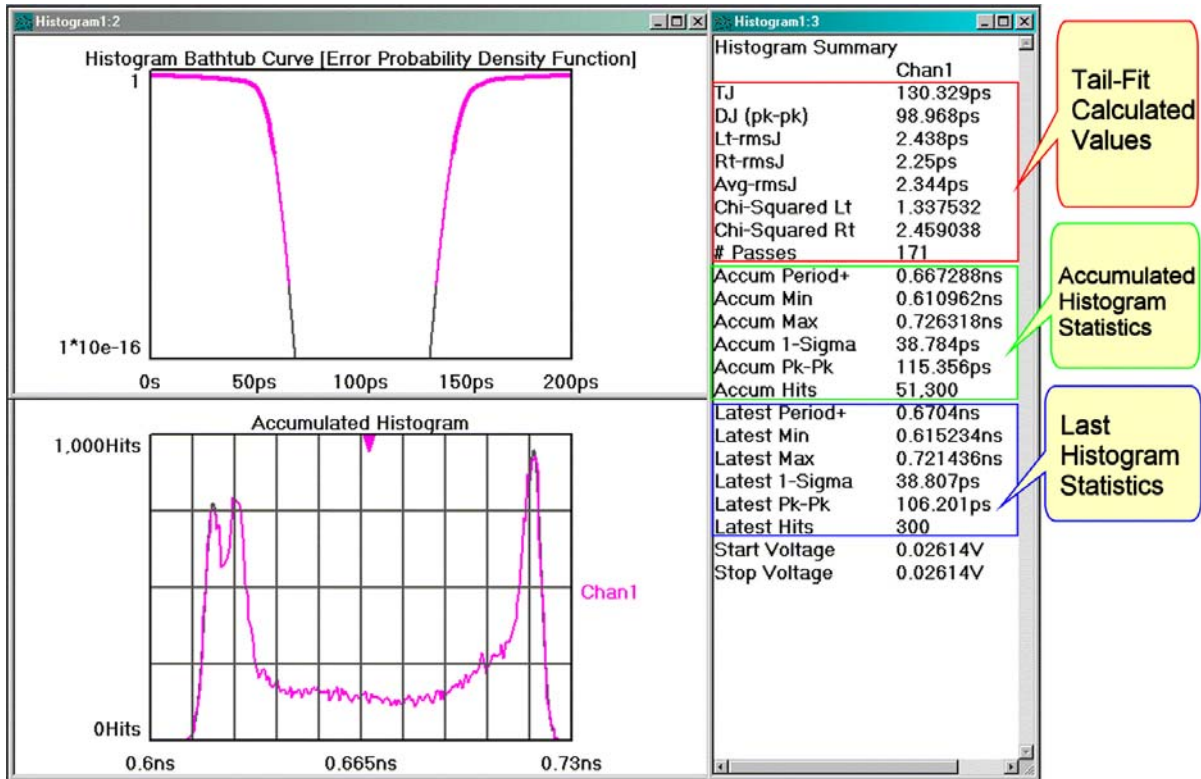 Histogram1:2
Histogram Bathtub Curve [Error Probability Density Function]
1
1*10e-16
0s 50ps 100ps 150ps 200ps
Accumulated Histogram
1,000Hits
Chan1
0Hits
0.6ns 0.665ns 0.73ns
Histogram1:3
Histogram Summary
Chan1
TJ 130.329ps
DJ (pk-pk) 98.968ps
Lt-rmsJ 2.438ps
Rt-rmsJ 2.25ps
Avg-rmsJ 2.344ps
Chi-Squared Lt 1.337532
Chi-Squared Rt 2.459038
# Passes 171
Accum Period+ 0.667288ns
Accum Min 0.610962ns
Accum Max 0.726318ns
Accum 1-Sigma 38.784ps
Accum Pk-Pk 115.356ps
Accum Hits 51,300
Latest Period+ 0.6704ns
Latest Min 0.615234ns
Latest Max 0.721436ns
Latest 1-Sigma 38.807ps
Latest Pk-Pk 106.201ps
Latest Hits 300
Start Voltage 0.02614V
Stop Voltage 0.02614V
Tail-Fit
Calculated
Values
Accumulated
Histogram
Statistics
Last
Histogram
Statistics